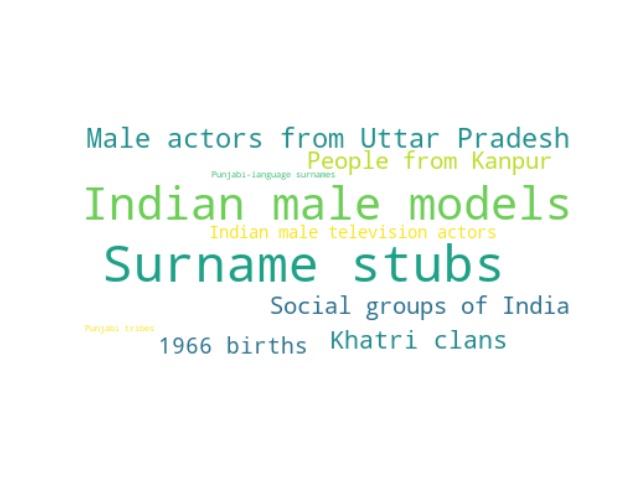 Male actors from Uttar Pradesh
People from Kanpur
Punjabi-language surnames
Indian male models
Indian male television actors
Surname stubs
Social groups of India
Punjabi tribes
1966 births
Khatri clans